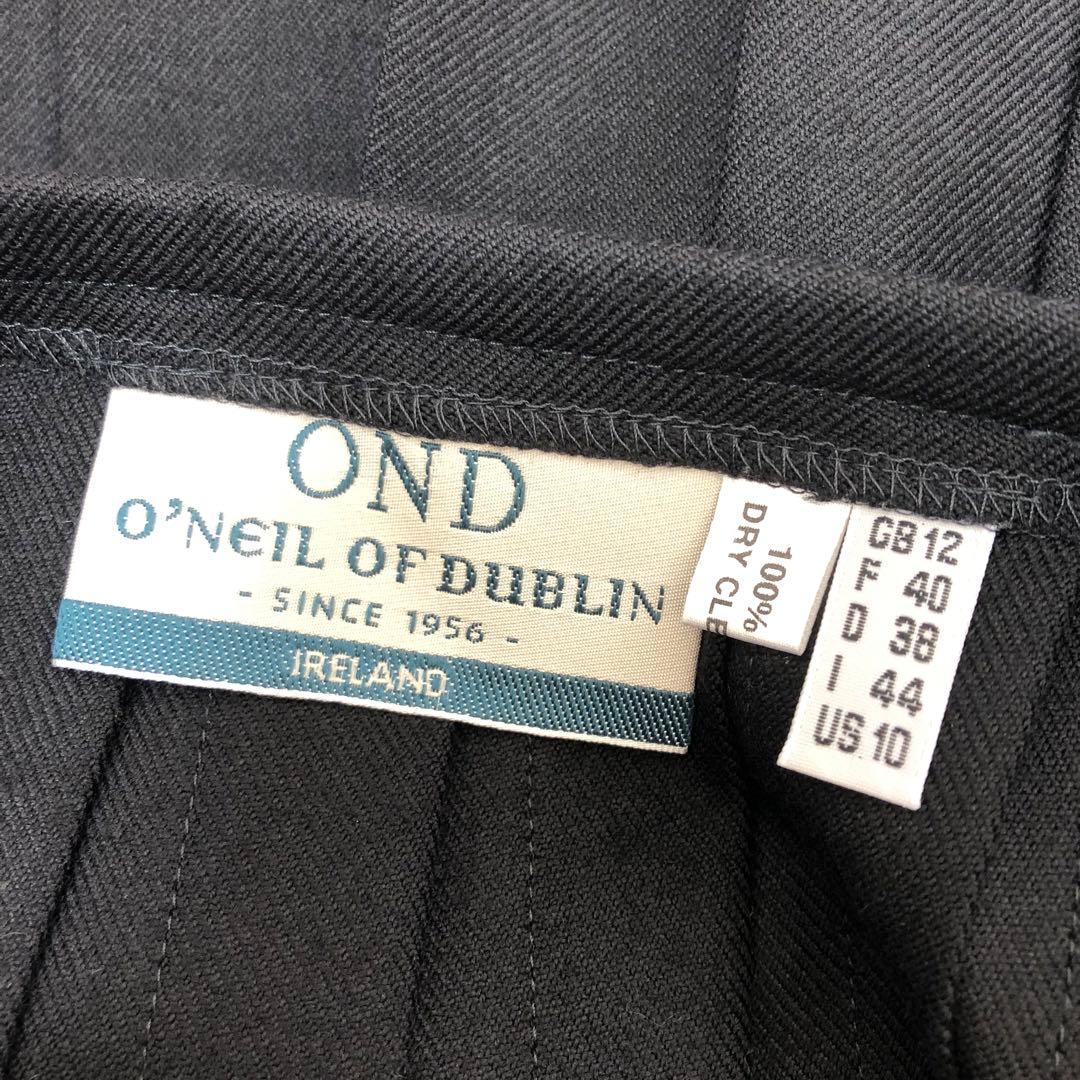 OND
O'NEIL OF DUBLIN
- SINCE 1956 -
IRELAND
100%
DRY CLE
GB 12
F 40
D 38
I 44
US 10